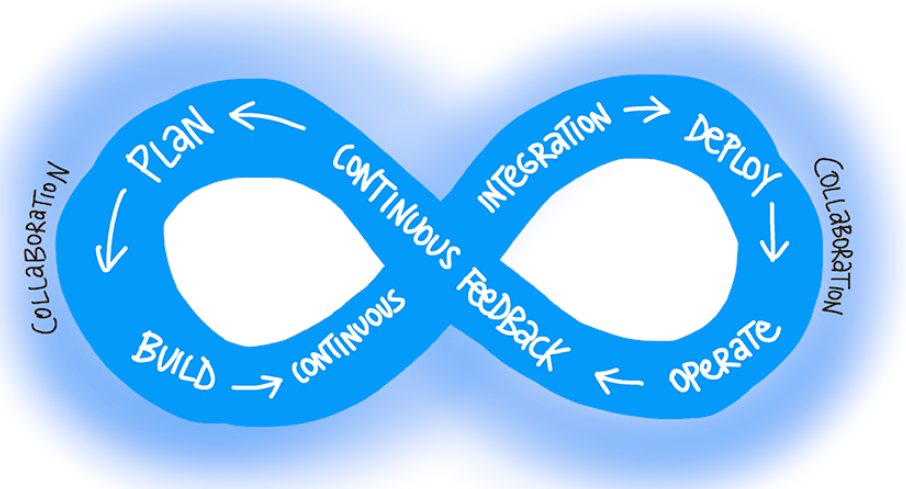 COLLABORATION
PLAN
BUILD
CONTINUOUS
INTEGRATION
DEPLOY
OPERATE
CONTINUOUS FEEDBACK
COLLABORATION